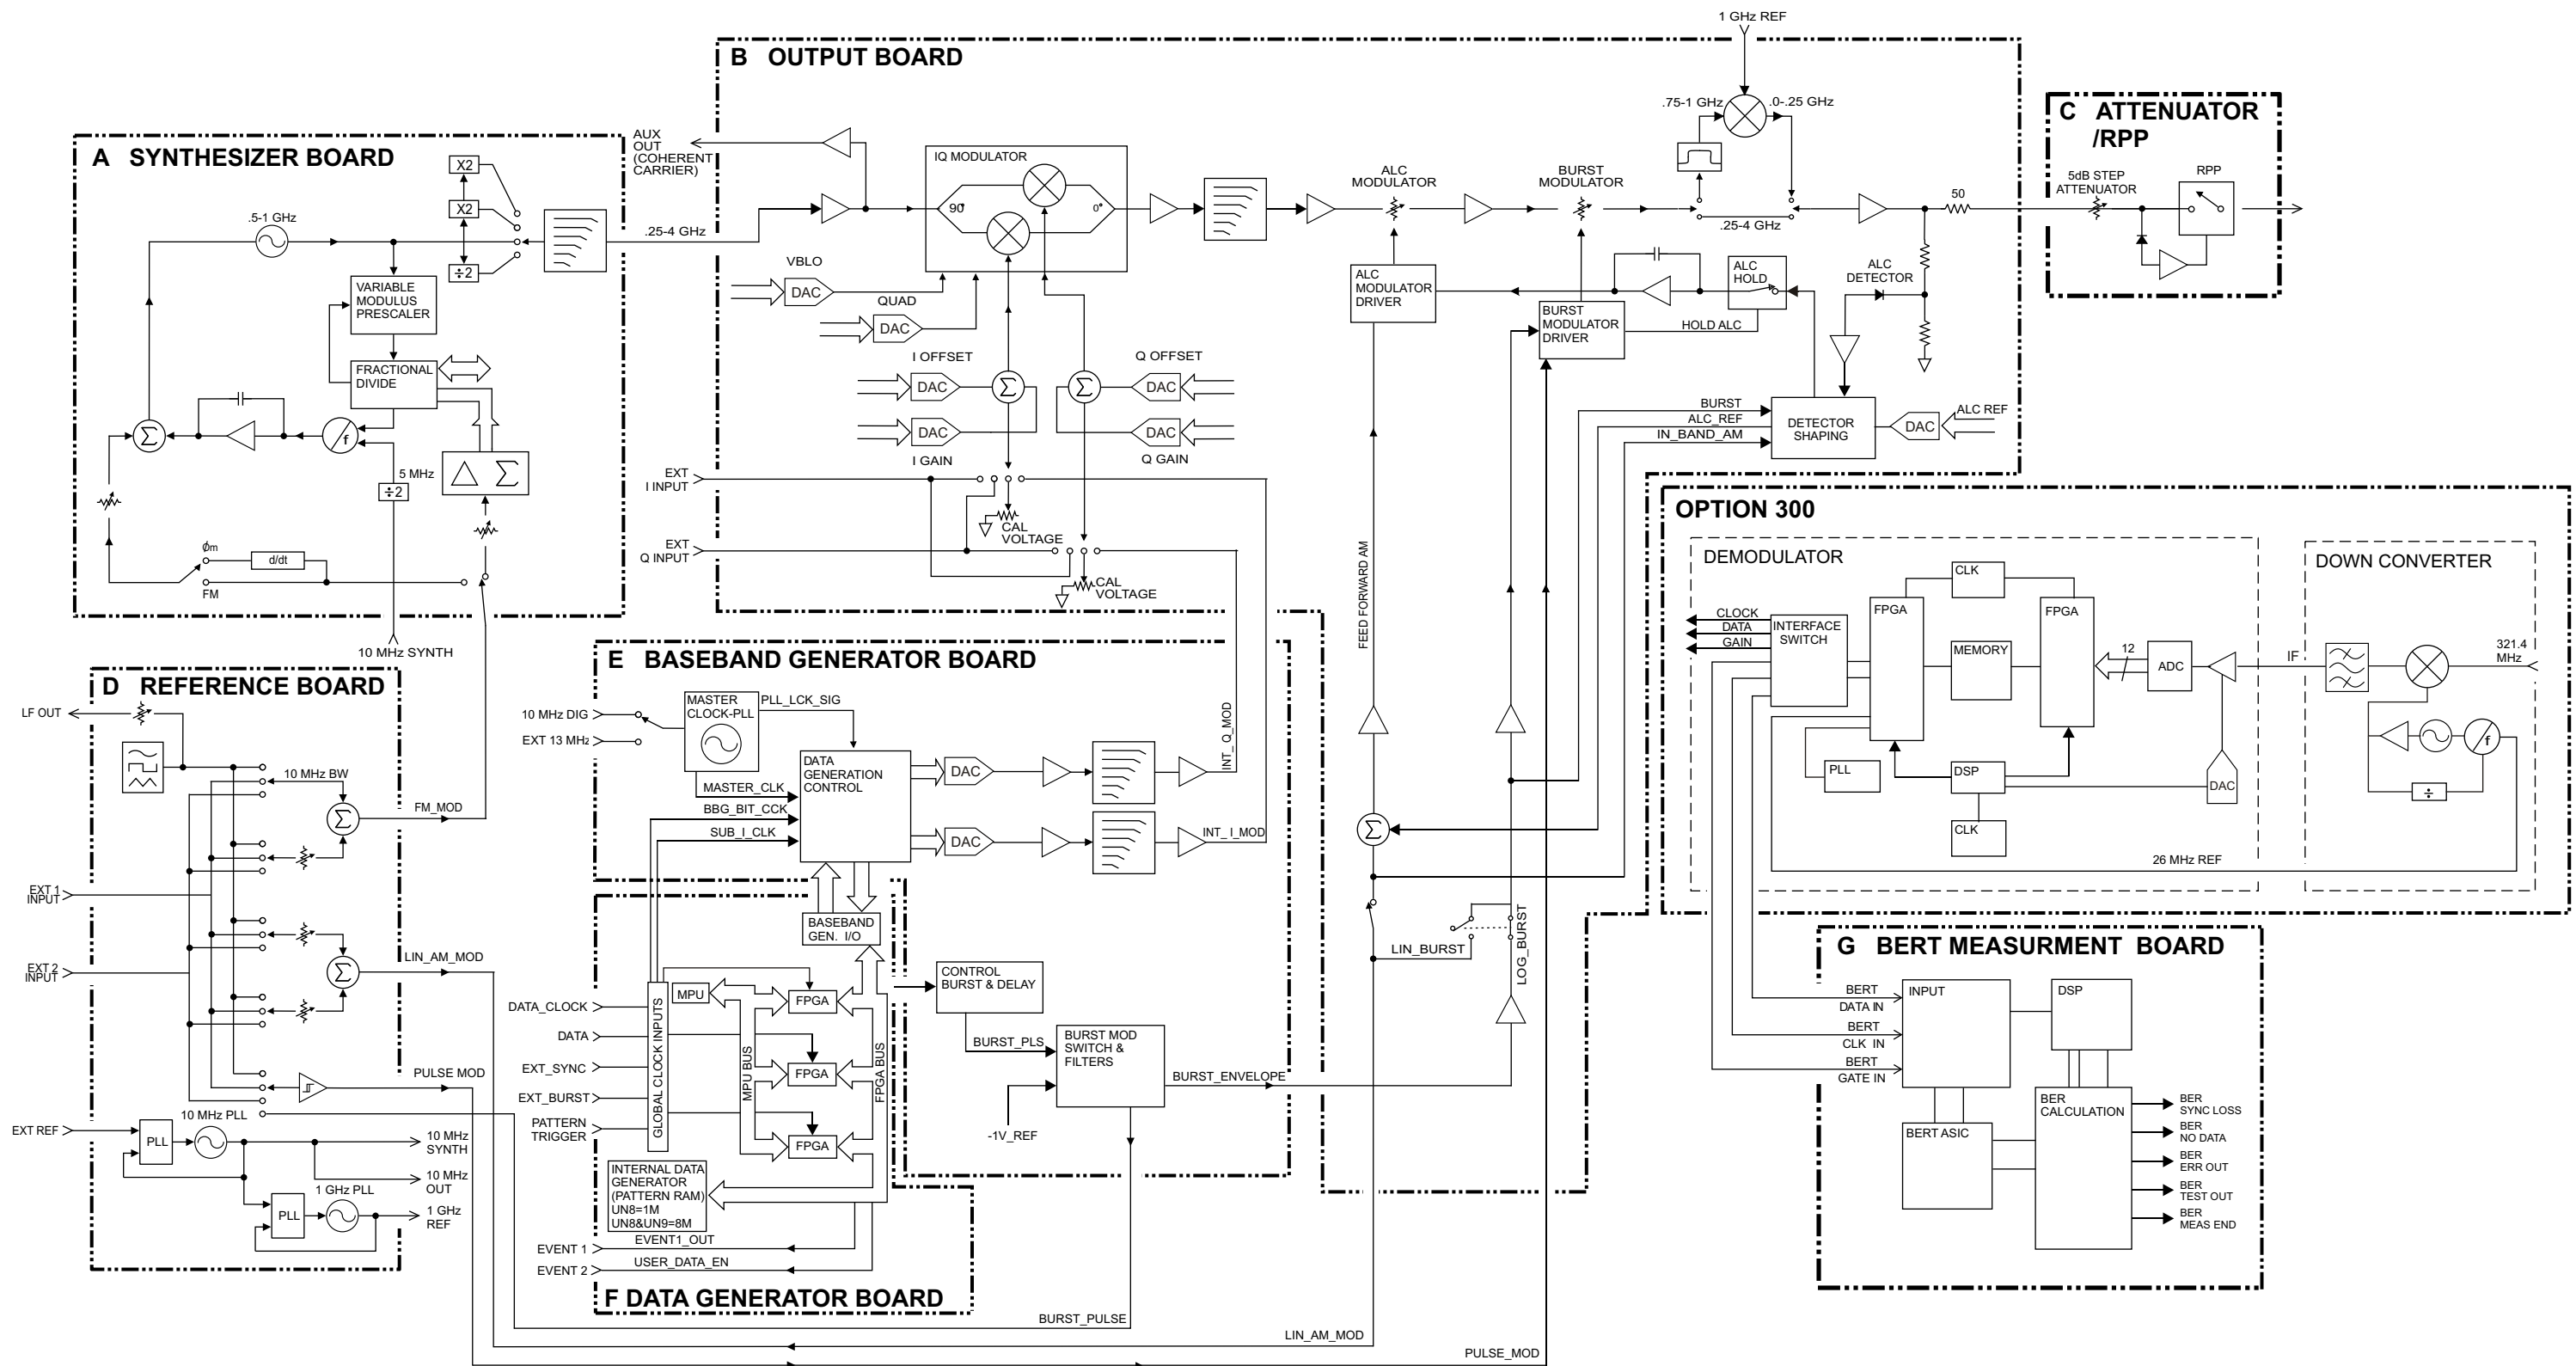 1 GHz REF
B OUTPUT BOARD
.75-1 GHz
.0-.25 GHz
C ATTENUATOR
/RPP
AUX
OUT
(COHERENT
CARRIER)
A SYNTHESIZER BOARD
IQ MODULATOR
90°
0°
ALC
MODULATOR
BURST
MODULATOR
5dB STEP
ATTENUATOR
RPP
X2
X2
÷2
.5-1 GHz
.25-4 GHz
.25-4 GHz
50
VBLO
DAC
QUAD
DAC
ALC
MODULATOR
DRIVER
ALC
HOLD
ALC
DETECTOR
BURST
MODULATOR
DRIVER
HOLD ALC
VARIABLE
MODULUS
PRESCALER
FRACTIONAL
DIVIDE
I OFFSET
DAC
Σ
Σ
Q OFFSET
DAC
DAC
I GAIN
DAC
Q GAIN
BURST
ALC_REF
IN_BAND_AM
DETECTOR
SHAPING
DAC
ALC REF
Σ
/f
5 MHz
÷2
△ Σ
EXT
I INPUT
CAL
VOLTAGE
EXT
Q INPUT
CAL
VOLTAGE
ϕm
d/dt
FM
10 MHz SYNTH
FEED FORWARD AM
OPTION 300
DEMODULATOR
DOWN CONVERTER
CLK
FPGA
FPGA
CLOCK
DATA
GAIN
INTERFACE
SWITCH
MEMORY
12
ADC
IF
321.4
MHz
PLL
DSP
DAC
/f
÷
CLK
26 MHz REF
D REFERENCE BOARD
LF OUT
10 MHz BW
Σ
FM_MOD
EXT 1
INPUT
EXT 2
INPUT
Σ
LIN_AM_MOD
PULSE MOD
10 MHz PLL
EXT REF
PLL
10 MHz
SYNTH
10 MHz
OUT
1 GHz PLL
PLL
1 GHz
REF
E BASEBAND GENERATOR BOARD
10 MHz DIG
EXT 13 MHz
MASTER
CLOCK-PLL
PLL_LCK_SIG
DATA
GENERATION
CONTROL
MASTER_CLK
BBG_BIT_CCK
SUB_I_CLK
DAC
DAC
INT_ Q_MOD
INT_ I_MOD
Σ
BASEBAND
GEN. I/O
CONTROL
BURST & DELAY
BURST_PLS
BURST MOD
SWITCH &
FILTERS
-1V_REF
BURST_ENVELOPE
LIN_BURST
LOG_BURST
DATA_CLOCK
DATA
EXT_SYNC
EXT_BURST
PATTERN
TRIGGER
GLOBAL CLOCK INPUTS
MPU
MPU BUS
FPGA
FPGA
FPGA
FPGA BUS
INTERNAL DATA
GENERATOR
(PATTERN RAM)
UN8=1M
UN8&UN9=8M
EVENT 1
EVENT1_OUT
EVENT 2
USER_DATA_EN
F DATA GENERATOR BOARD
BURST_PULSE
LIN_AM_MOD
PULSE_MOD
G BERT MEASURMENT BOARD
BERT
DATA IN
BERT
CLK IN
BERT
GATE IN
INPUT
DSP
BERT ASIC
BER
CALCULATION
BER
SYNC LOSS
BER
NO DATA
BER
ERR OUT
BER
TEST OUT
BER
MEAS END